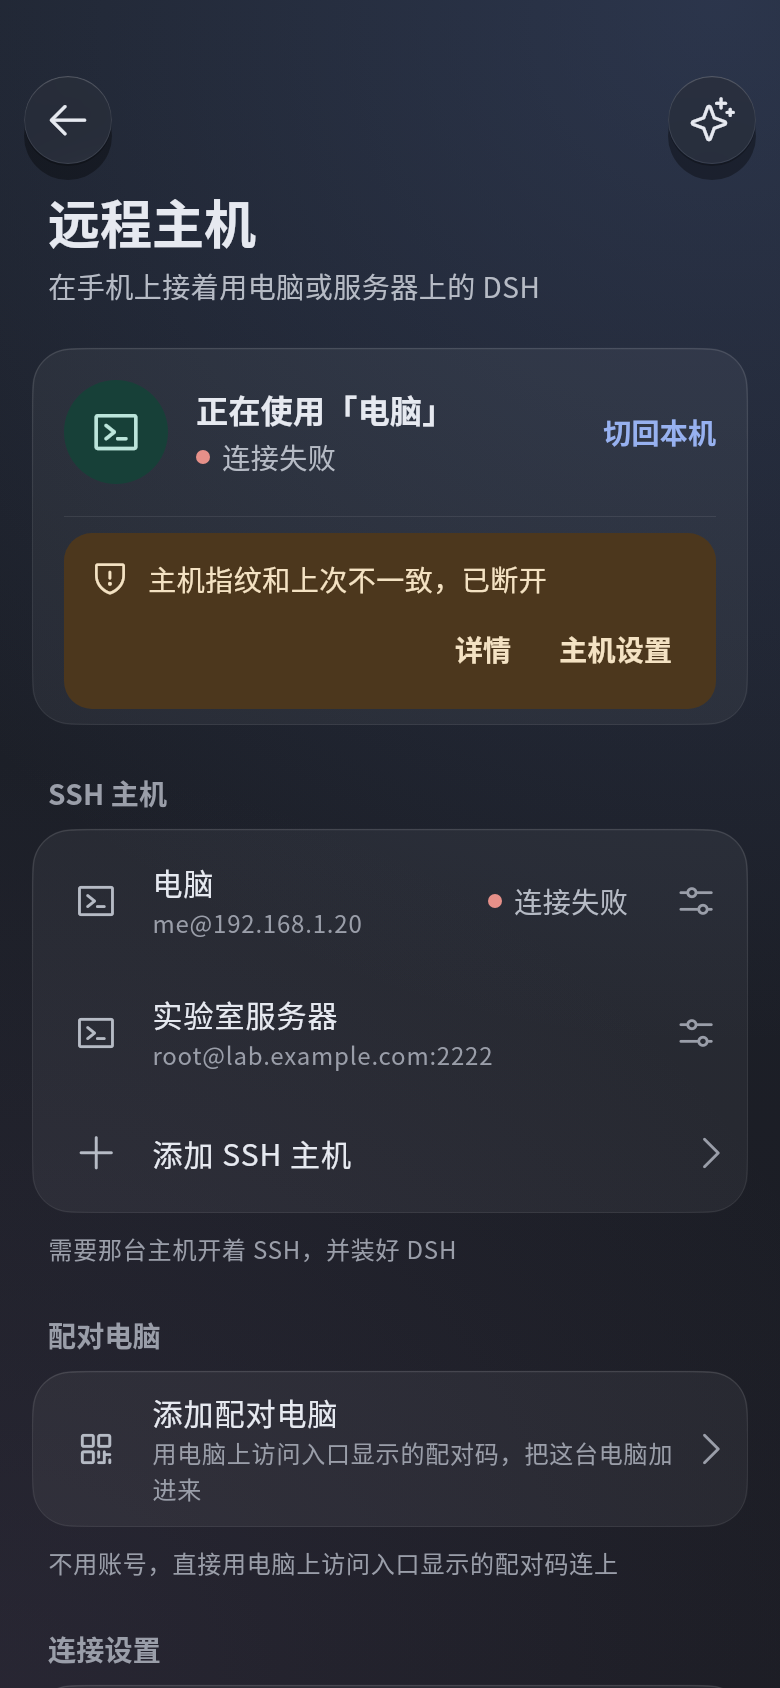 远程主机
在手机上接着用电脑或服务器上的 DSH
正在使用「电脑」
连接失败
切回本机
主机指纹和上次不一致，已断开
详情
主机设置
SSH 主机
电脑
me@192.168.1.20
连接失败
实验室服务器
root@lab.example.com:2222
添加 SSH 主机
需要那台主机开着 SSH，并装好 DSH
配对电脑
添加配对电脑
用电脑上访问入口显示的配对码，把这台电脑加
进来
不用账号，直接用电脑上访问入口显示的配对码连上
连接设置